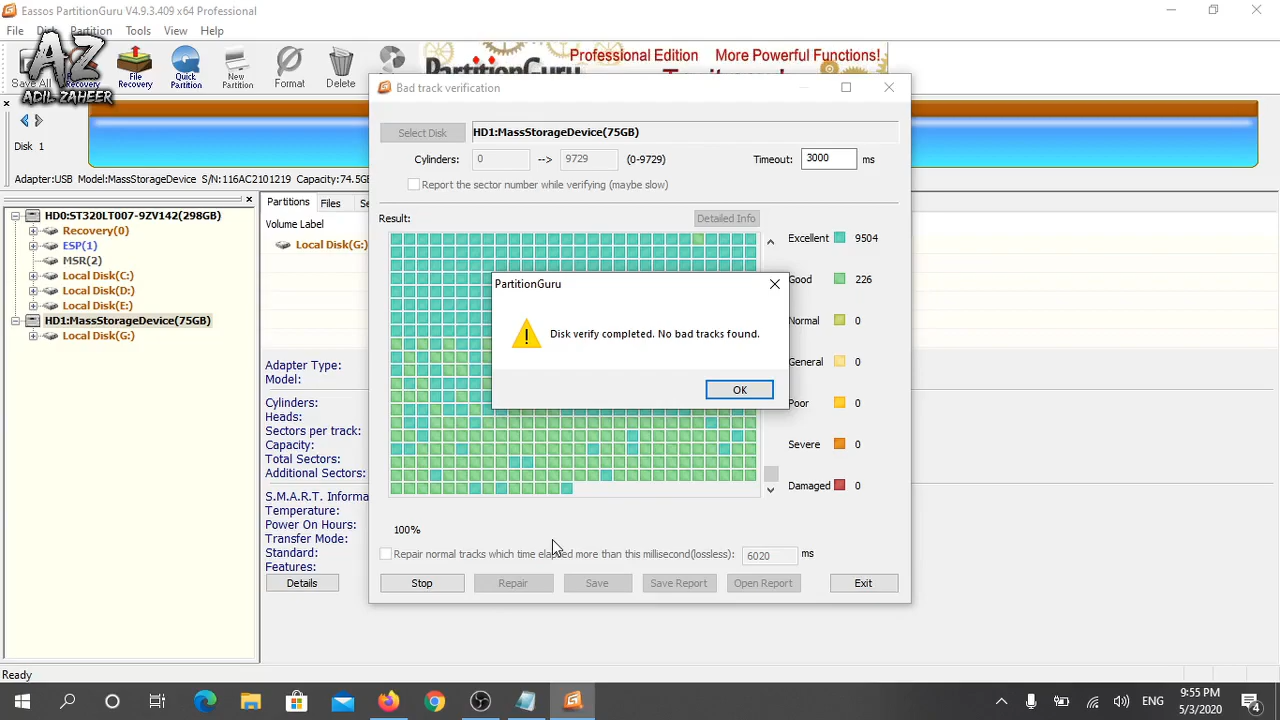 Eassos PartitionGuru V4.9.3.409 x64 Professional
File
Partition Tools View Help
AZ
ADIL-ZAHEER
Save All
Recovery
File Recovery
Quick Partition
New Partition
Format
Delete
PartitionGuru
Professional Edition More Powerful Functions!
Disk 1
Adapter:USB Model:MassStorageDevice S/N:116AC2101219 Capacity:74.5G
HD0:ST320LT007-9ZV142(298GB)
Recovery(0)
ESP(1)
MSR(2)
Local Disk(C:)
Local Disk(D:)
Local Disk(E:)
HD1:MassStorageDevice(75GB)
Local Disk(G:)
Partitions Files
Volume Label
Local Disk(G:)
Adapter Type:
Model:
Cylinders:
Heads:
Sectors per track:
Capacity:
Total Sectors:
Additional Sectors:
S.M.A.R.T. Informa
Temperature:
Power On Hours:
Transfer Mode:
Standard:
Features:
Details
Bad track verification
Select Disk HD1:MassStorageDevice(75GB)
Cylinders: 0 --> 9729 (0-9729) Timeout: 3000 ms
Report the sector number while verifying (maybe slow)
Result: Detailed Info
Excellent 9504
Good 226
Normal 0
General 0
Poor 0
Severe 0
Damaged 0
PartitionGuru
Disk verify completed. No bad tracks found.
OK
100%
Repair normal tracks which time elapsed more than this millisecond(lossless): 6020 ms
Stop Repair Save Save Report Open Report Exit
Ready
ENG
9:55 PM
5/3/2020
4